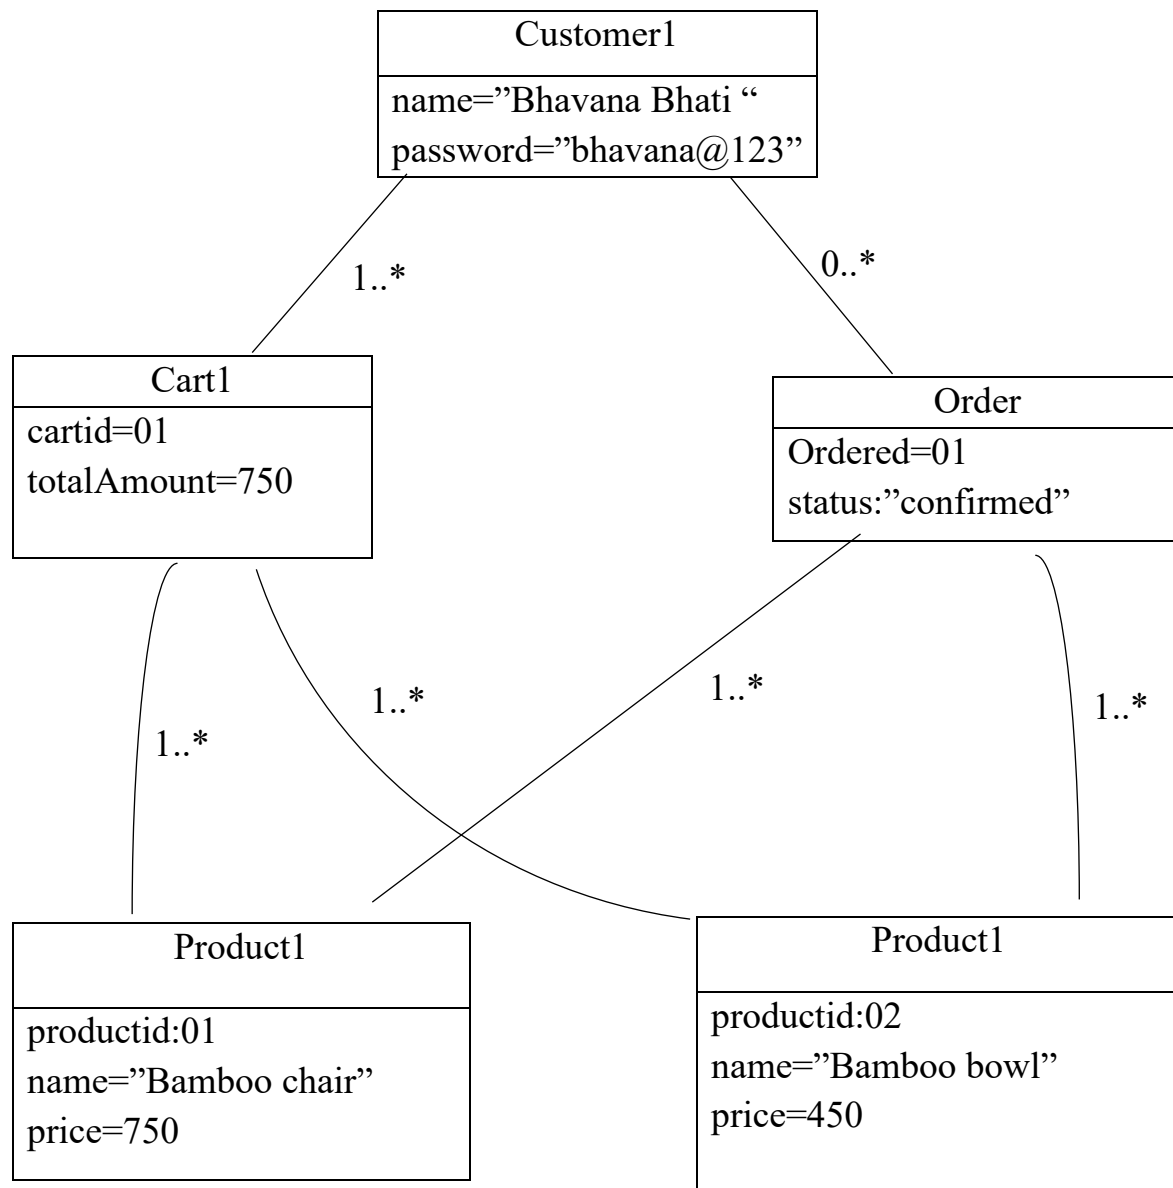 Customer1
name=”Bhavana Bhati “
password=”bhavana@123”
1..*
0..*
Cart1
cartid=01
totalAmount=750
Order
Ordered=01
status:”confirmed”
1..*
1..*
1..*
1..*
Product1
productid:01
name=”Bamboo chair”
price=750
Product1
productid:02
name=”Bamboo bowl”
price=450